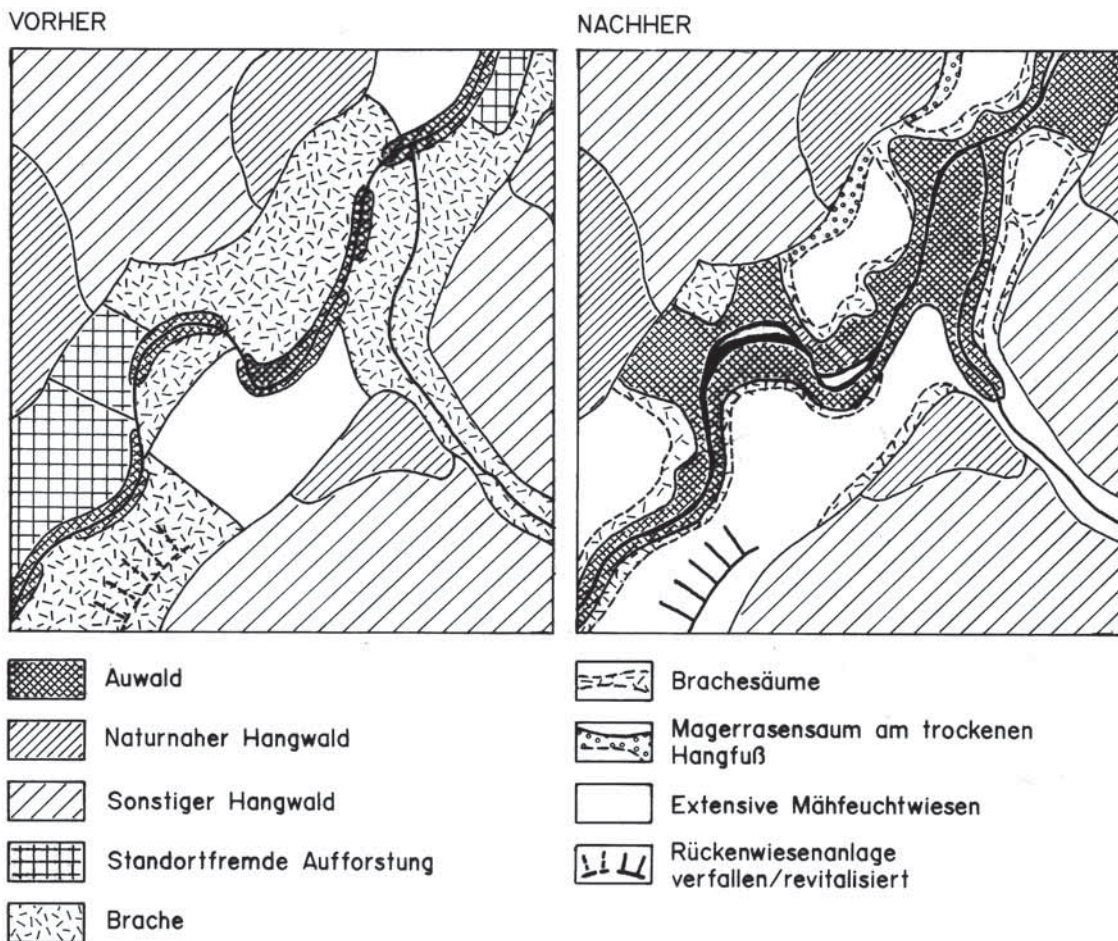 VORHER
NACHHER
Auwald
Naturnaher Hangwald
Sonstiger Hangwald
Standortfremde Aufforstung
Brache
Brachesäume
Magerrasensaum am trockenen
Hangfuß
Extensive Mähfeuchtwiesen
Rückenwiesenanlage
verfallen/revitalisiert